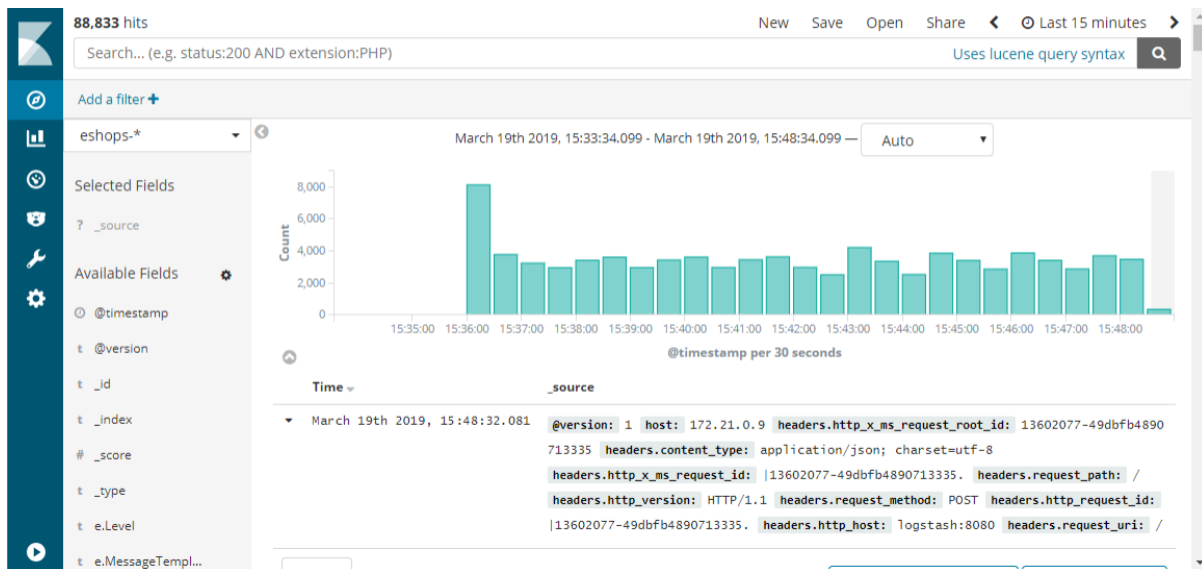 88,833 hits
New Save Open Share Last 15 minutes
Search... (e.g. status:200 AND extension:PHP)
Uses lucene query syntax
Add a filter
eshops-*
Selected Fields
? _source
Available Fields
@timestamp
t @version
t _id
t _index
# _score
t _type
t e.Level
t e.MessageTempl...
March 19th 2019, 15:33:34.099 - March 19th 2019, 15:48:34.099 — Auto
Count
8,000
6,000
4,000
2,000
0
15:35:00 15:36:00 15:37:00 15:38:00 15:39:00 15:40:00 15:41:00 15:42:00 15:43:00 15:44:00 15:45:00 15:46:00 15:47:00 15:48:00
@timestamp per 30 seconds
Time _source
March 19th 2019, 15:48:32.081
@version: 1 host: 172.21.0.9 headers.http_x_ms_request_root_id: 13602077-49dbfb4890
713335 headers.content_type: application/json; charset=utf-8
headers.http_x_ms_request_id: |13602077-49dbfb4890713335. headers.request_path: /
headers.http_version: HTTP/1.1 headers.request_method: POST headers.http_request_id:
|13602077-49dbfb4890713335. headers.http_host: logstash:8080 headers.request_uri: /